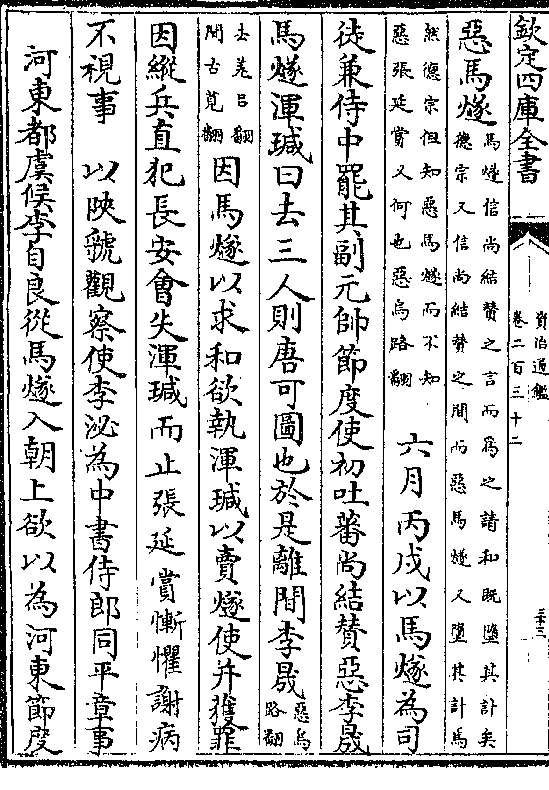 欽定四庫全書
資治通鑑
卷二百三十二
三十三
惡馬燧
馬燧信尚結贊之言而爲之請和既墮其計矣
德宗又信尚結贊之間而惡馬燧又墮其計馬
然德宗但知惡馬燧而不知
惡張延賞又何也惡烏路翻
六月丙戌以馬燧為司
徒兼侍中罷其副元帥節度使初吐蕃尚結贊惡李晟
馬燧渾瑊曰去三人則唐可圖也於是離間李晟
惡烏
路翻
去羌呂翻
間古莧翻
因馬燧以求和欲執渾瑊以賣燧使并獲罪
因縱兵直犯長安會失渾瑊而止張延賞慚懼謝病
不視事 以陜虢觀察使李泌為中書侍郎同平章事
河東都虞候李自良從馬燧入朝上欲以為河東節度